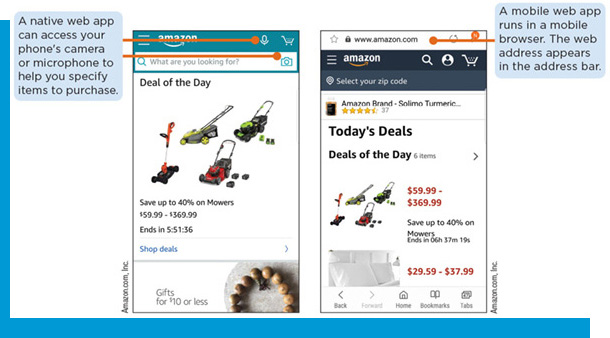 A native web app
can access your
phone's camera
or microphone to
help you specify
items to purchase.
amazon
What are you looking for?
Deal of the Day
Save up to 40% on Mowers
$59.99 - $369.99
Ends in 5:51:36
Shop deals
Gifts
for $10 or less
Amazon.com, Inc.
A mobile web app
runs in a mobile
browser. The web
address appears
in the address bar.
www.amazon.com
amazon
Select your zip code
Amazon Brand - Solimo Turmeric...
37
Today's Deals
Deals of the Day 6 items
$59.99 -
$369.99
Save up to 40% on
Mowers
Ends in 06h 37m 19s
$29.59 - $37.99
Back Forward Home Bookmarks Tabs
Amazon.com, Inc.